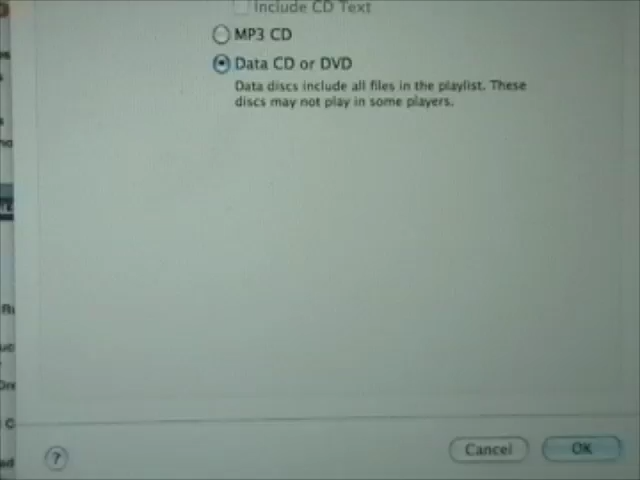 Include CD Text
MP3 CD
Data CD or DVD
Data discs include all files in the playlist. These
discs may not play in some players.
?
Cancel
OK